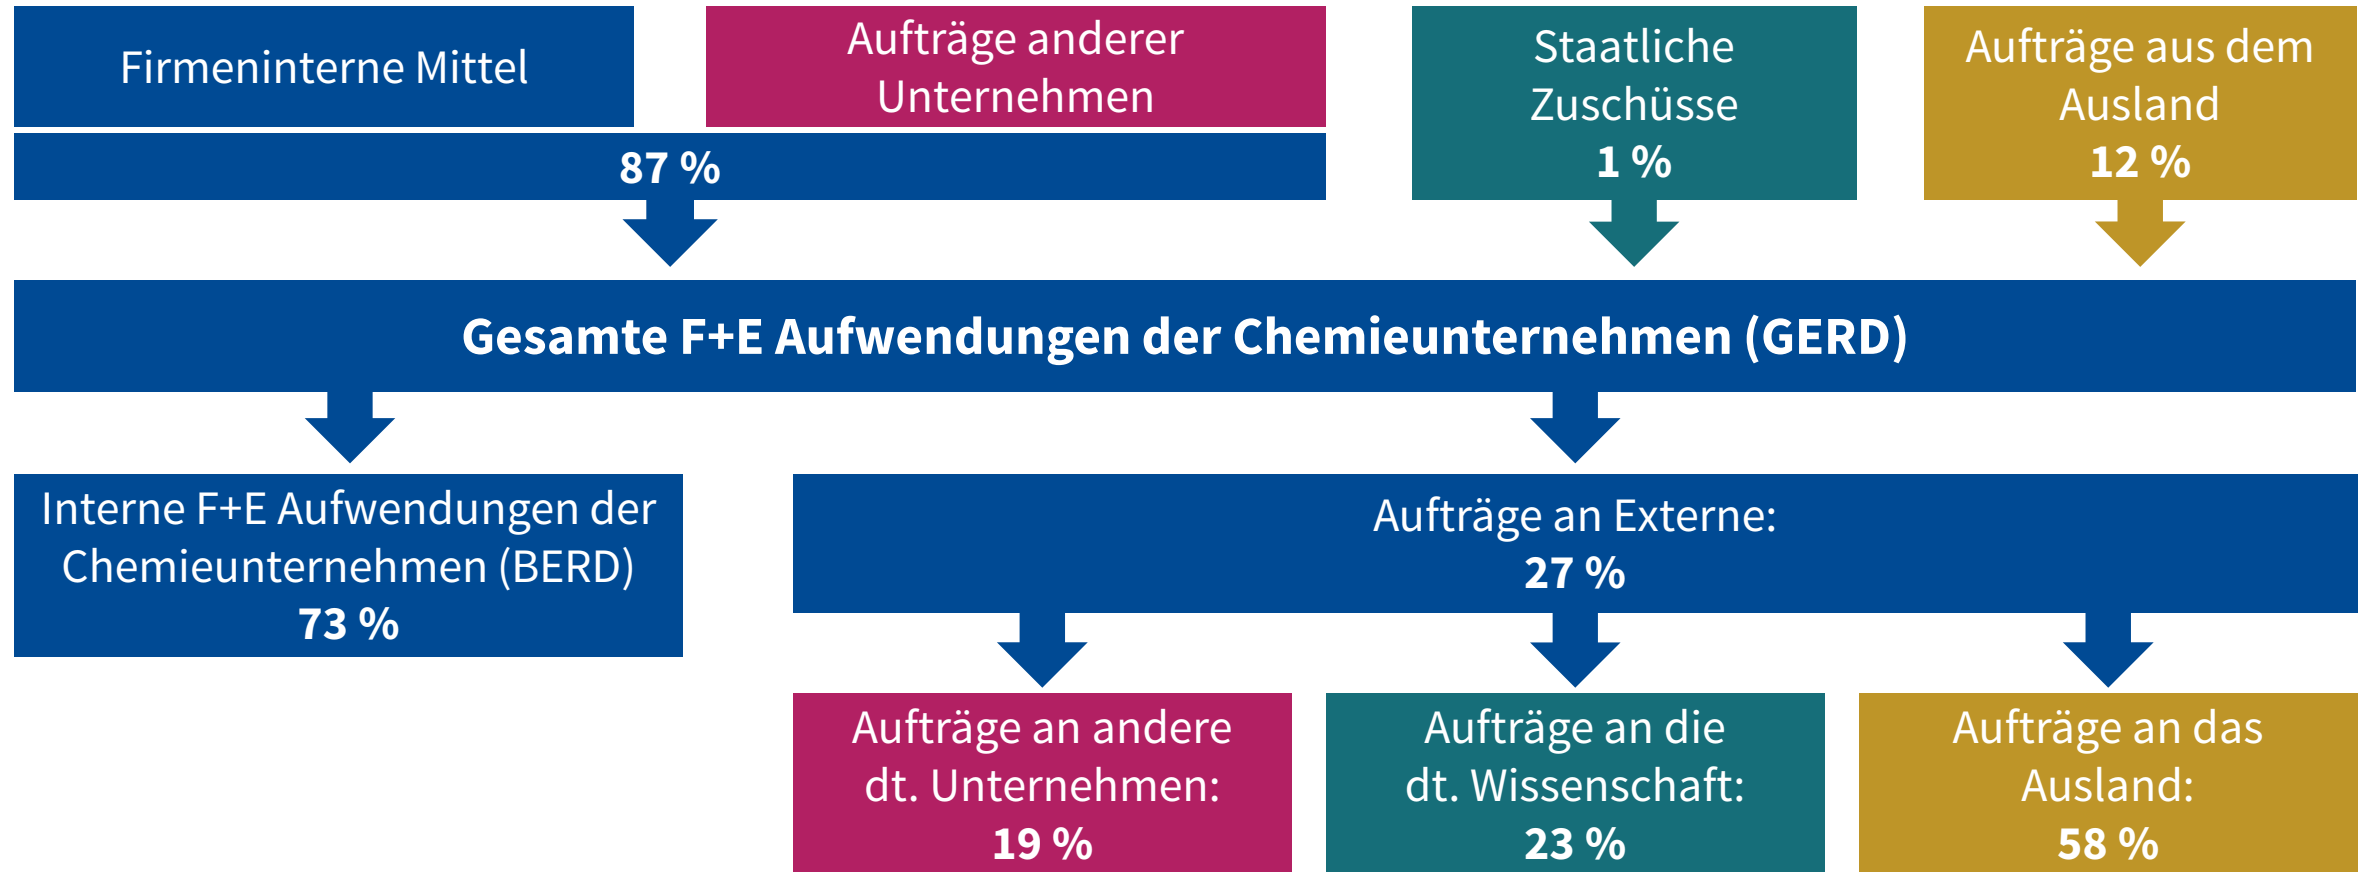 Firmeninterne Mittel
Aufträge anderer
Unternehmen
87 %
Staatliche
Zuschüsse
1 %
Aufträge aus dem
Ausland
12 %
Gesamte F+E Aufwendungen der Chemieunternehmen (GERD)
Interne F+E Aufwendungen der
Chemieunternehmen (BERD)
73 %
Aufträge an Externe:
27 %
Aufträge an andere
dt. Unternehmen:
19 %
Aufträge an die
dt. Wissenschaft:
23 %
Aufträge an das
Ausland:
58 %